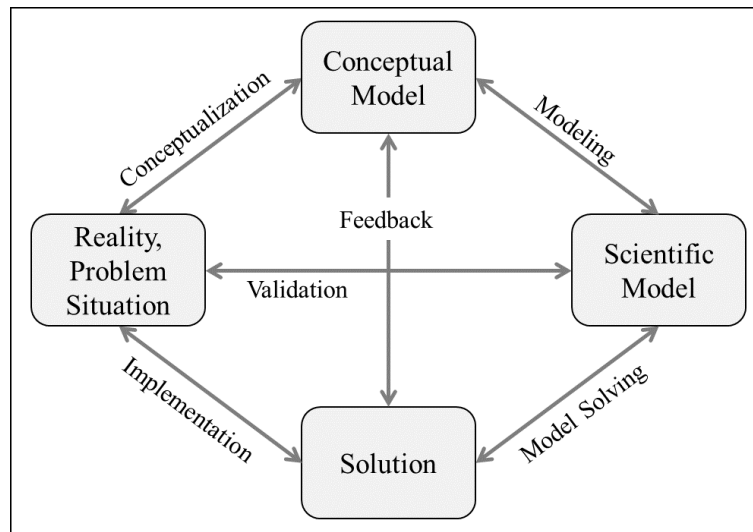 Conceptual
Model
Conceptualization
Modeling
Feedback
Reality,
Problem
Situation
Validation
Scientific
Model
Implementation
Model Solving
Solution